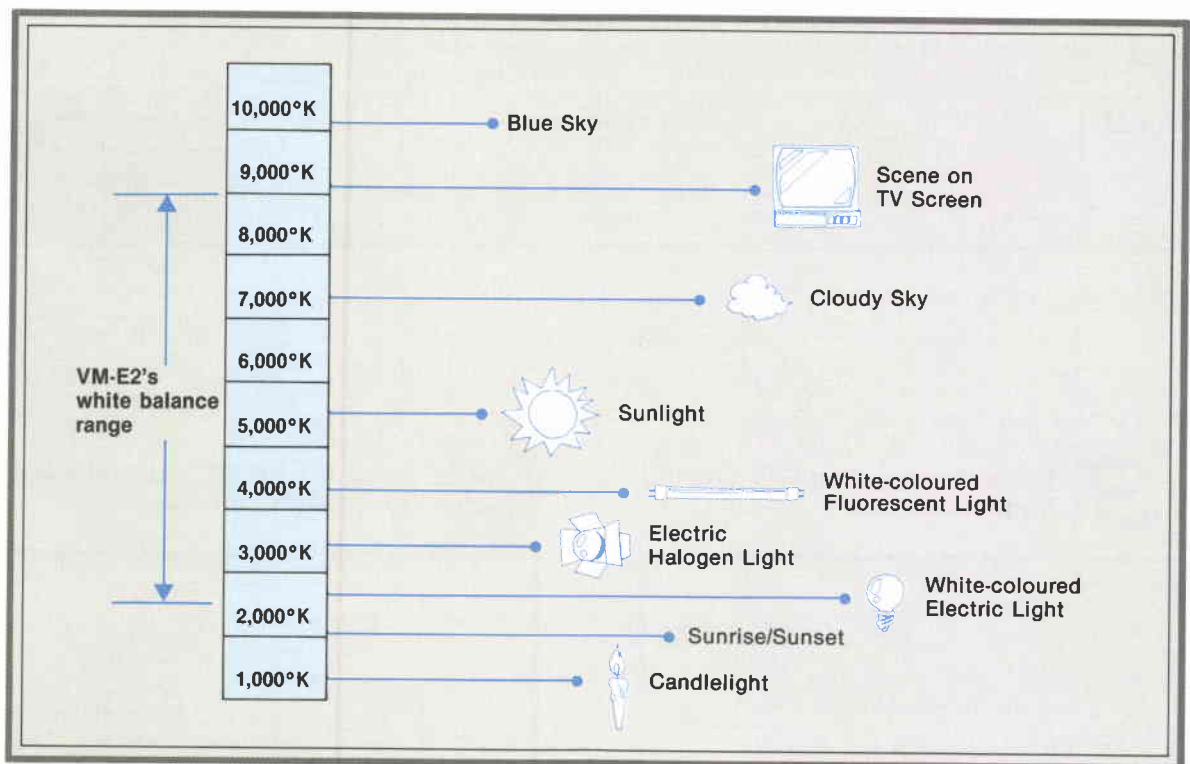 10,000°K
Blue Sky
9,000°K
Scene on
TV Screen
8,000°K
7,000°K
Cloudy Sky
6,000°K
VM-E2's
white balance
range
5,000°K
Sunlight
4,000°K
White-coloured
Fluorescent Light
3,000°K
Electric
Halogen Light
2,000°K
White-coloured
Electric Light
Sunrise/Sunset
1,000°K
Candlelight